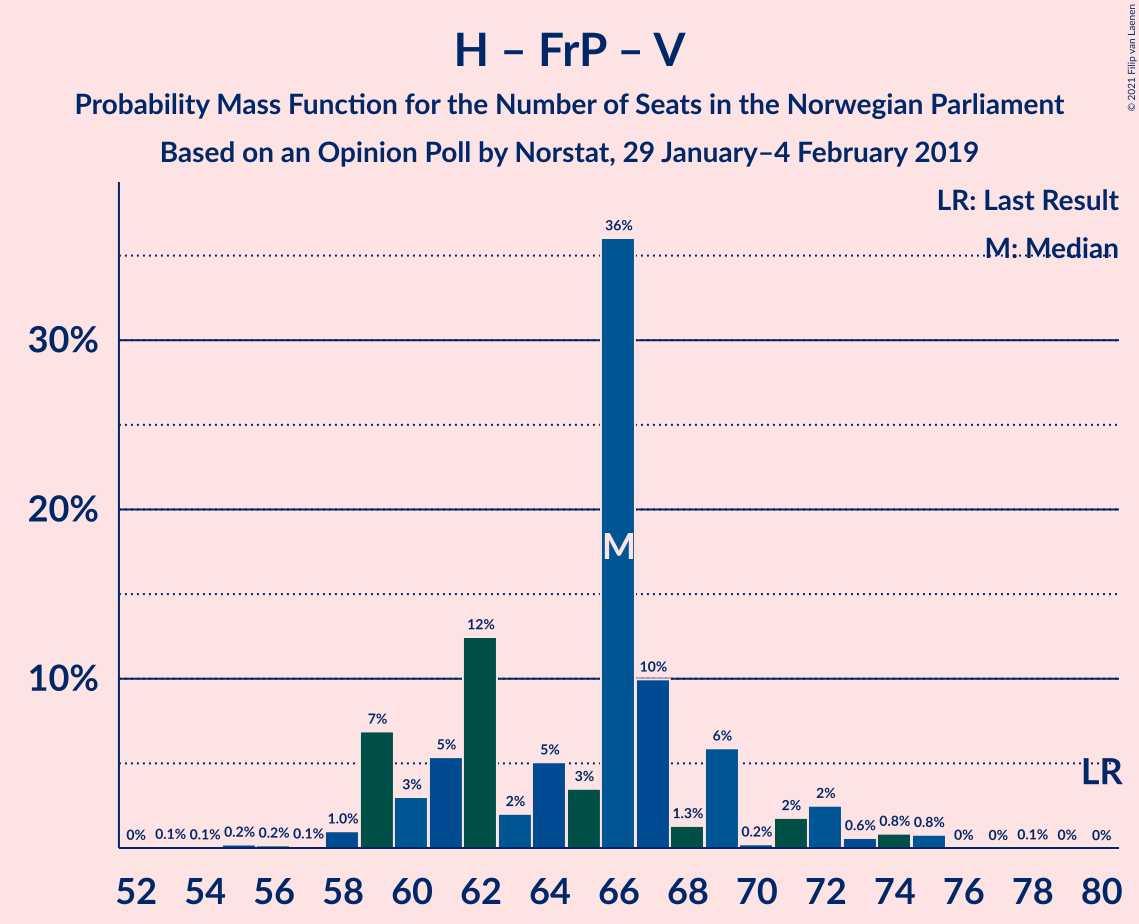 © 2021 Filip van Laenen
H – FrP – V
Probability Mass Function for the Number of Seats in the Norwegian Parliament
Based on an Opinion Poll by Norstat, 29 January–4 February 2019
LR: Last Result
M: Median
30%
20%
10%
0% 0.1% 0.1% 0.2% 0.2% 0.1% 1.0% 7% 3% 5% 12% 2% 5% 3% 36% 10% 1.3% 6% 0.2% 2% 2% 0.6% 0.8% 0.8% 0% 0% 0.1% 0% 0%
M
LR
52 54 56 58 60 62 64 66 68 70 72 74 76 78 80